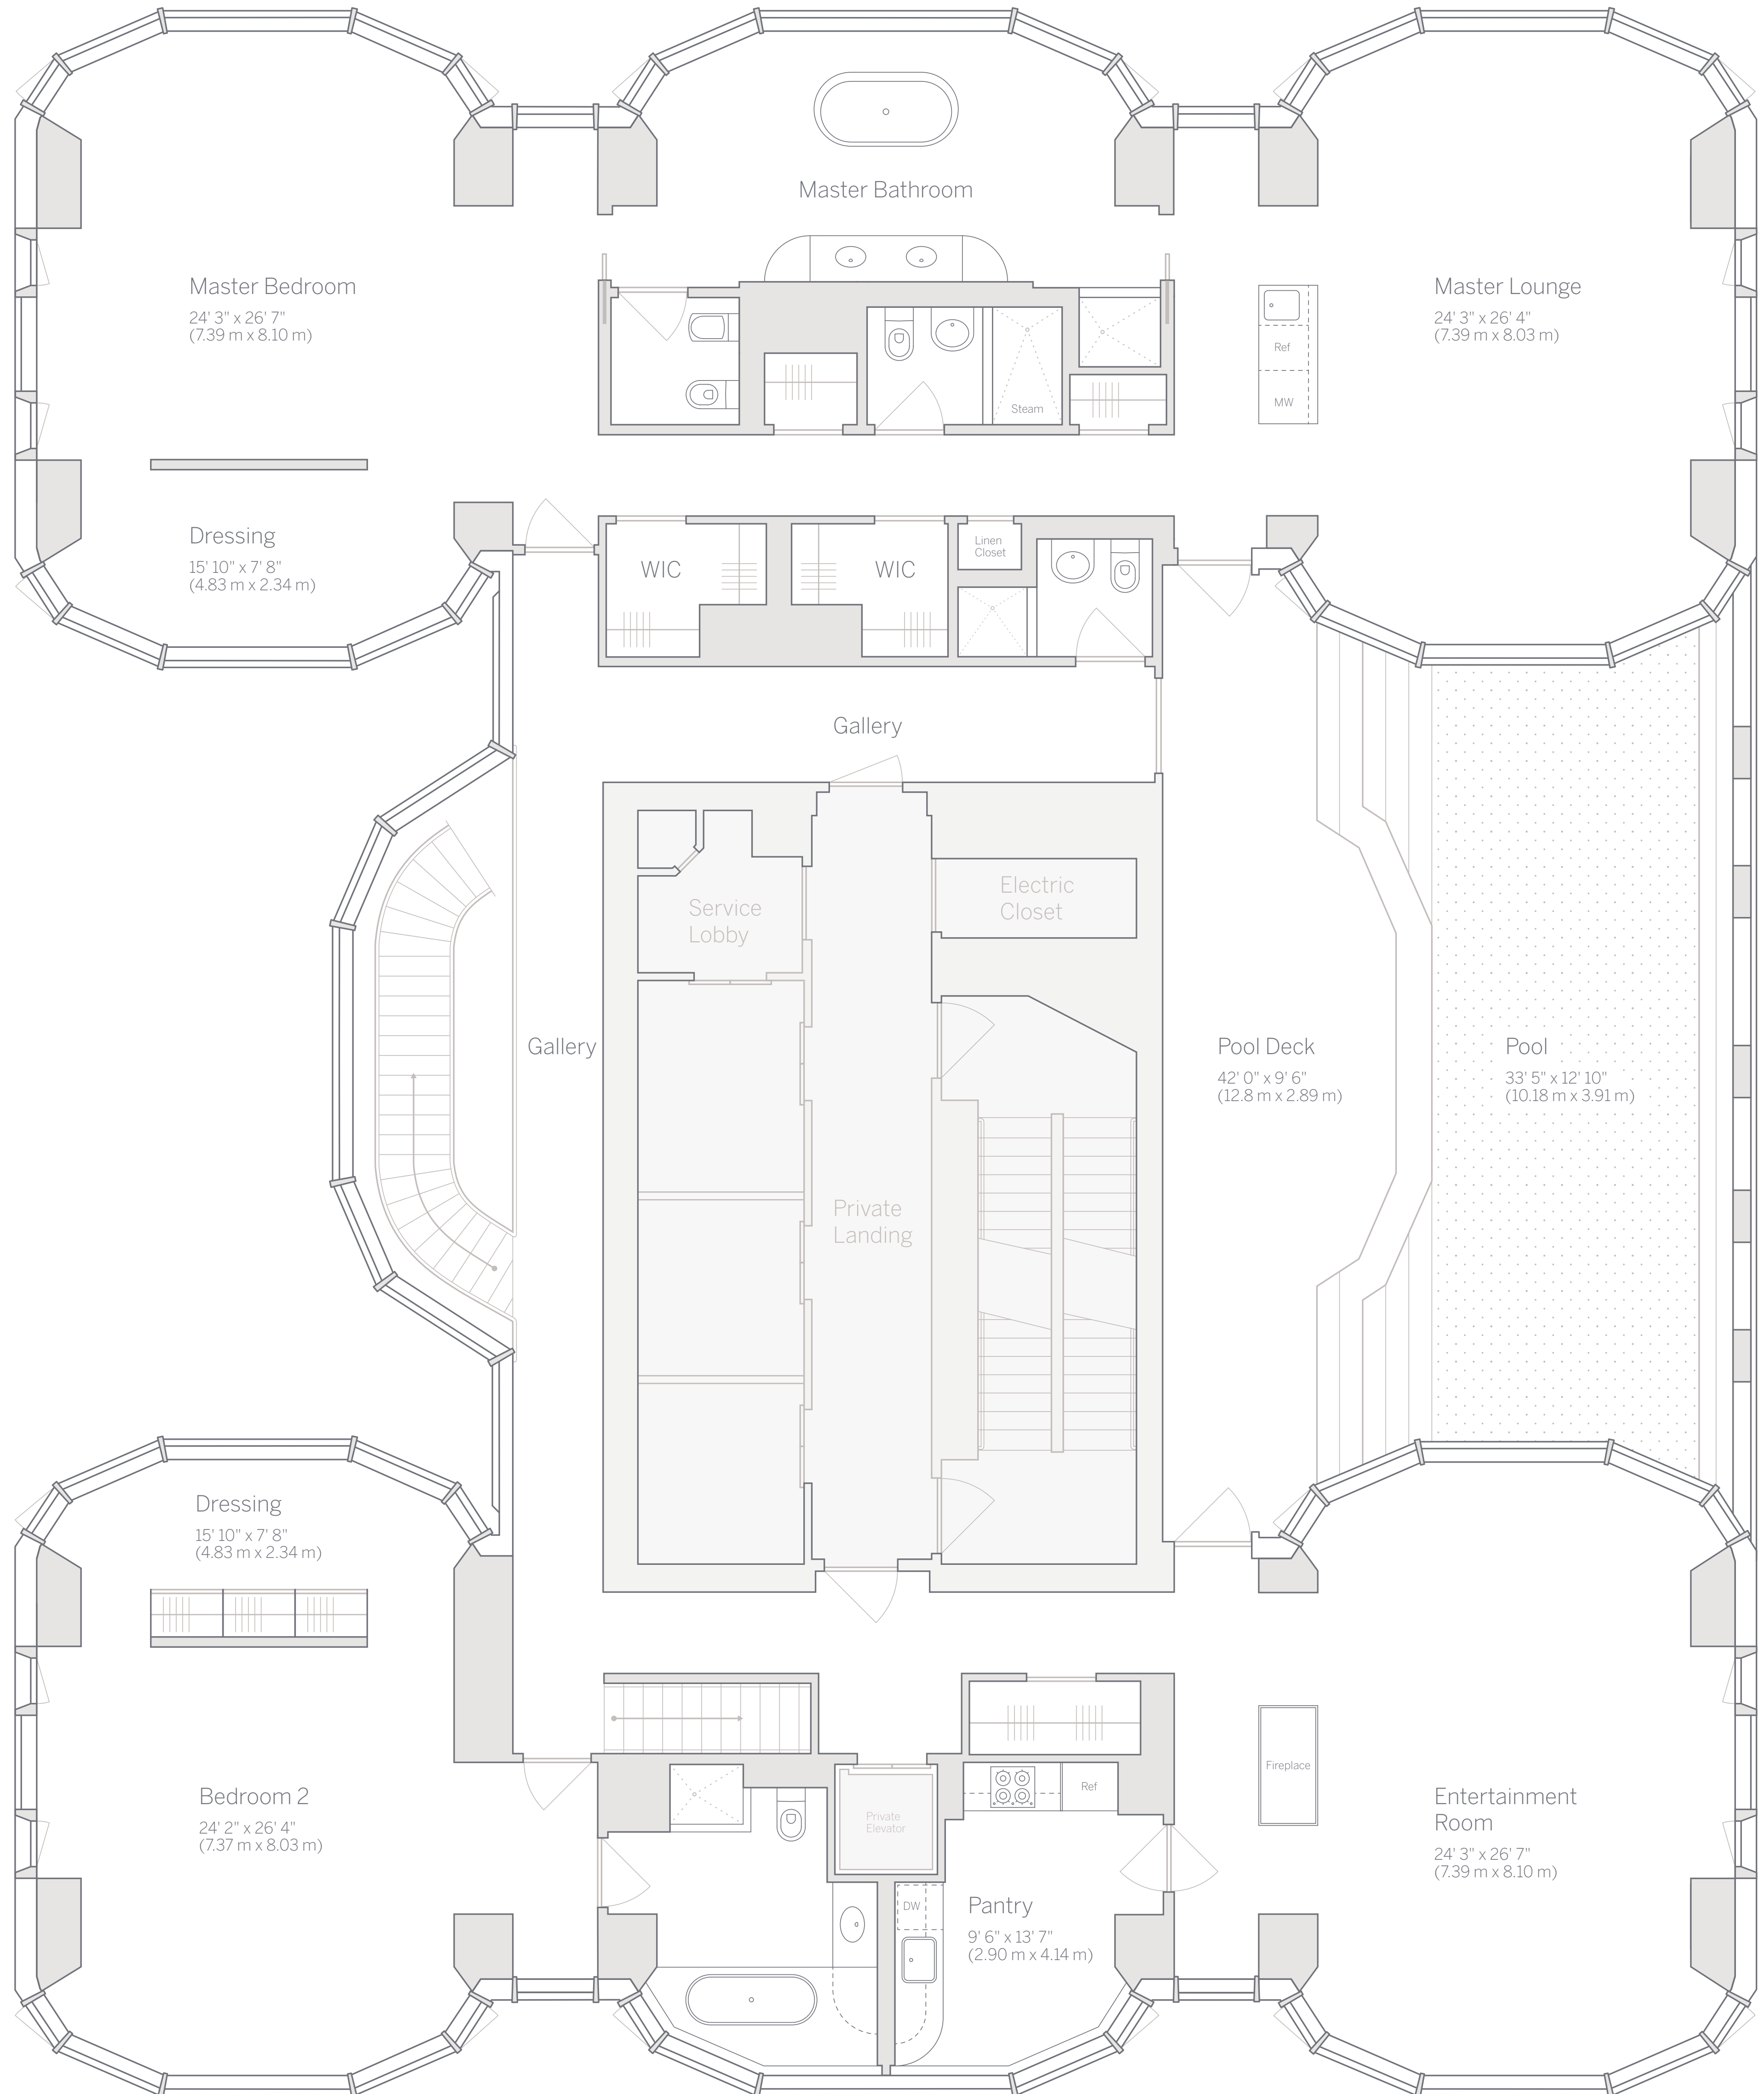 Master Bathroom
Master Bedroom
24' 3" x 26' 7"
(7.39 m x 8.10 m)
Master Lounge
24' 3" x 26' 4"
(7.39 m x 8.03 m)
Ref
MW
Steam
Dressing
15' 10" x 7' 8"
(4.83 m x 2.34 m)
WIC
WIC
Linen
Closet
Gallery
Service
Lobby
Electric
Closet
Gallery
Pool Deck
42' 0" x 9' 6"
(12.8 m x 2.89 m)
Pool
33' 5" x 12' 10"
(10.18 m x 3.91 m)
Private
Landing
Dressing
15' 10" x 7' 8"
(4.83 m x 2.34 m)
Bedroom 2
24' 2" x 26' 4"
(7.37 m x 8.03 m)
Private
Elevator
Ref
Fireplace
Entertainment
Room
24' 3" x 26' 7"
(7.39 m x 8.10 m)
DW
Pantry
9' 6" x 13' 7"
(2.90 m x 4.14 m)